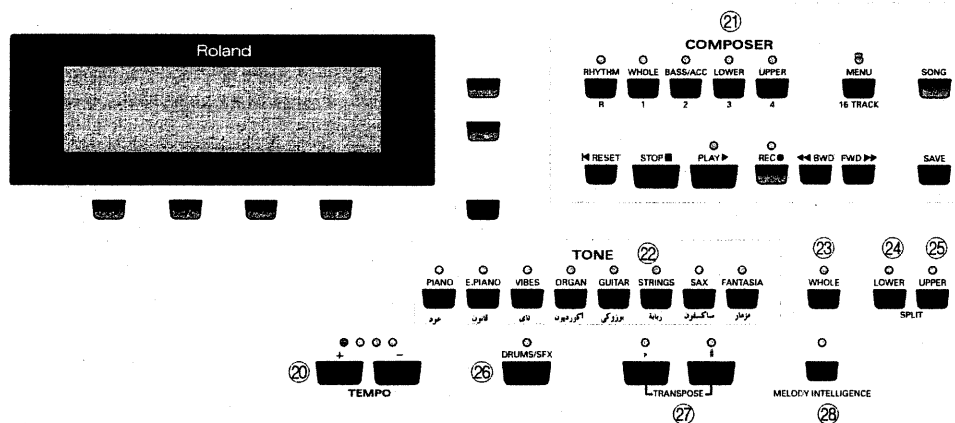 ㉑
Roland
COMPOSER
RHYTHM WHOLE BASS/ACC LOWER UPPER MENU SONG
R 1 2 3 4 16 TRACK
RESET STOP ■ PLAY ▶ REC ● ◀◀ BWD FWD ▶▶ SAVE
TONE ㉒ ㉓ ㉔ ㉕
PIANO E.PIANO VIBES ORGAN GUITAR STRINGS SAX FANTASIA WHOLE LOWER UPPER
عود قانون ناي اكورديون بوزوكي ربابة ساكسفون مزمار SPLIT
+ − DRUMS/SFX ♭ ♯
⑳ ㉖
TEMPO TRANSPOSE MELODY INTELLIGENCE
㉗ ㉘